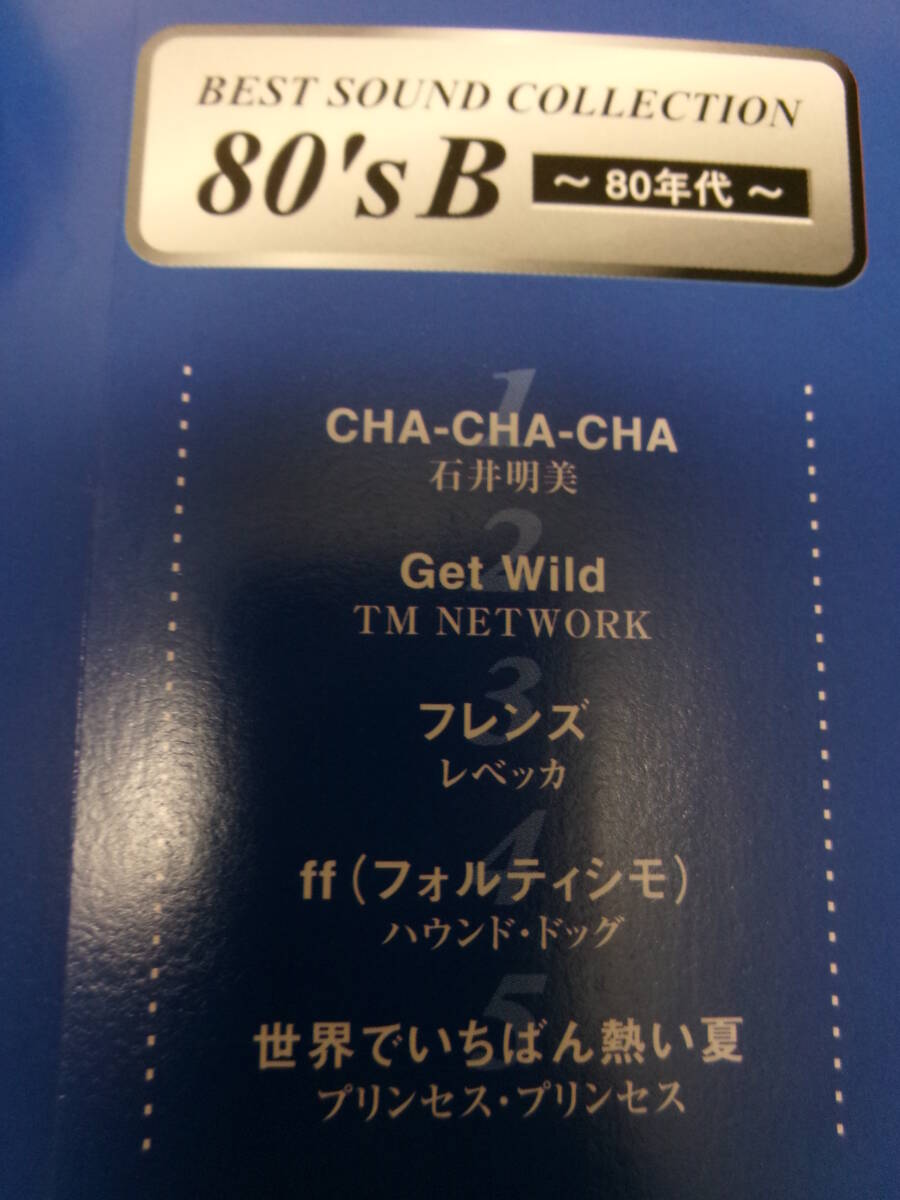 BEST SOUND COLLECTION
80's B ～80年代～
1
CHA-CHA-CHA
石井明美
2
Get Wild
TM NETWORK
3
フレンズ
レベッカ
4
ff(フォルティシモ)
ハウンド・ドッグ
5
世界でいちばん熱い夏
プリンセス・プリンセス